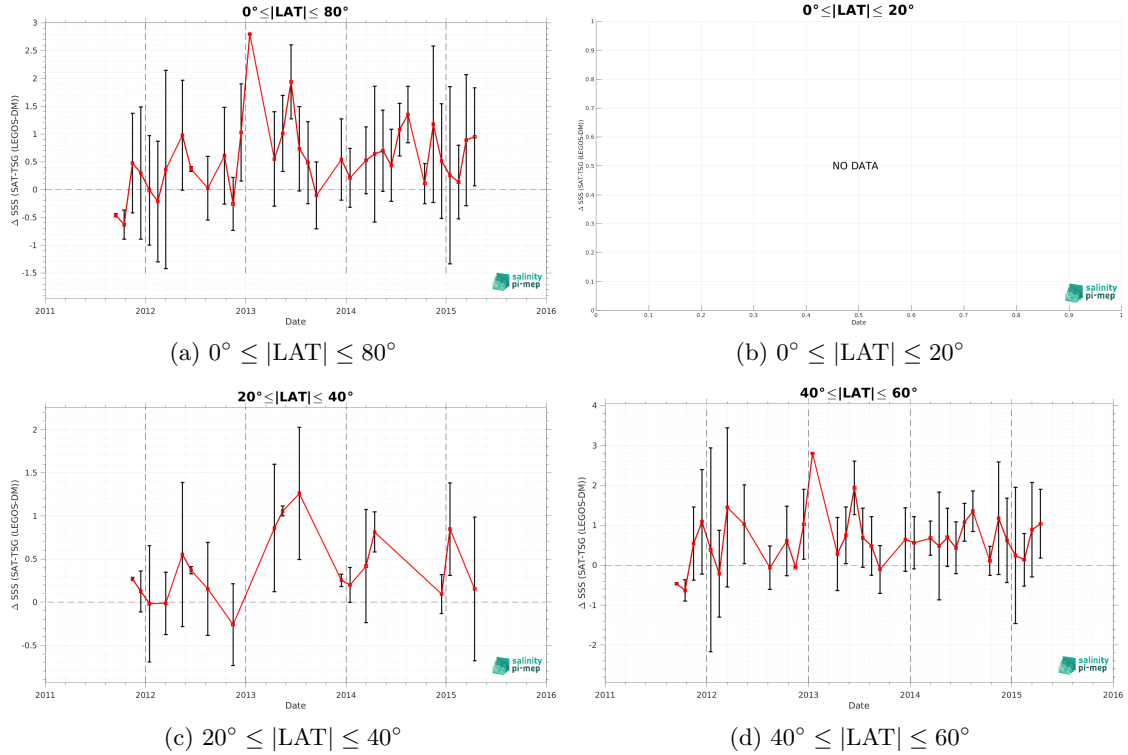 0°≤|LAT|≤ 80°
Δ SSS (SAT-TSG (LEGOS-DM))
3
2.5
2
1.5
1
0.5
0
-0.5
-1
-1.5
2011 2012 2013 2014 2015 2016
Date
salinity
pi-mep
(a) 0° ≤ |LAT| ≤ 80°
0°≤|LAT|≤ 20°
Δ SSS (SAT-TSG (LEGOS-DM))
1
0.9
0.8
0.7
0.6
0.5
0.4
0.3
0.2
0.1
0
NO DATA
0 0.1 0.2 0.3 0.4 0.5 0.6 0.7 0.8 0.9 1
Date
salinity
pi-mep
(b) 0° ≤ |LAT| ≤ 20°
20°≤|LAT|≤ 40°
Δ SSS (SAT-TSG (LEGOS-DM))
2
1.5
1
0.5
0
-0.5
2011 2012 2013 2014 2015 2016
Date
salinity
pi-mep
(c) 20° ≤ |LAT| ≤ 40°
40°≤|LAT|≤ 60°
Δ SSS (SAT-TSG (LEGOS-DM))
4
3
2
1
0
-1
-2
2011 2012 2013 2014 2015 2016
Date
salinity
pi-mep
(d) 40° ≤ |LAT| ≤ 60°